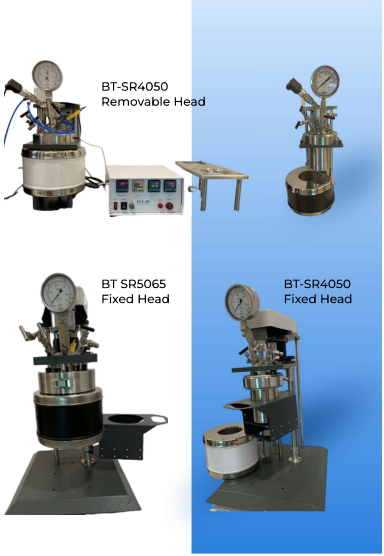 BT-SR4050
Removable Head
BT SR5065
Fixed Head
BT-SR4050
Fixed Head